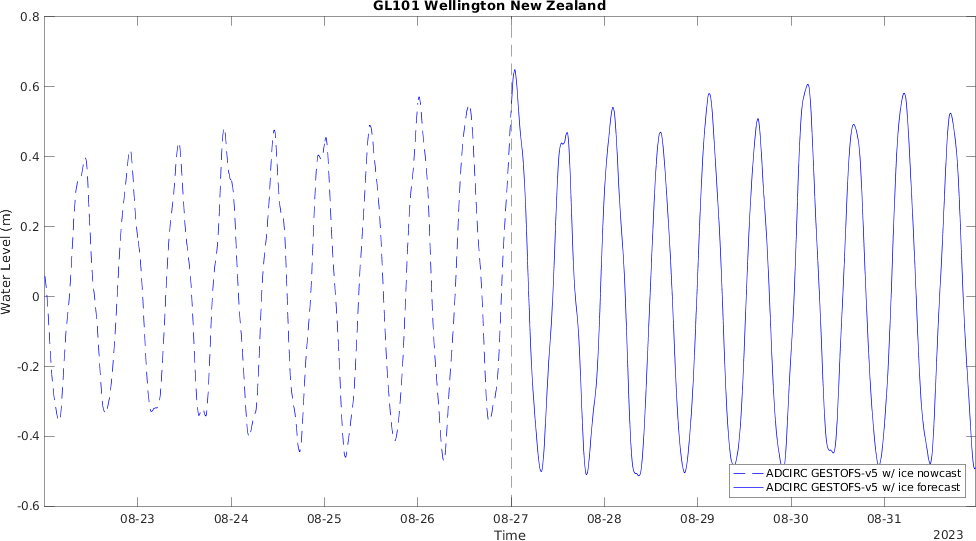 GL101 Wellington New Zealand
0.8
0.6
0.4
0.2
0
-0.2
-0.4
-0.6
Water Level (m)
08-23 08-24 08-25 08-26 08-27 08-28 08-29 08-30 08-31
Time
2023
ADCIRC GESTOFS-v5 w/ ice nowcast
ADCIRC GESTOFS-v5 w/ ice forecast